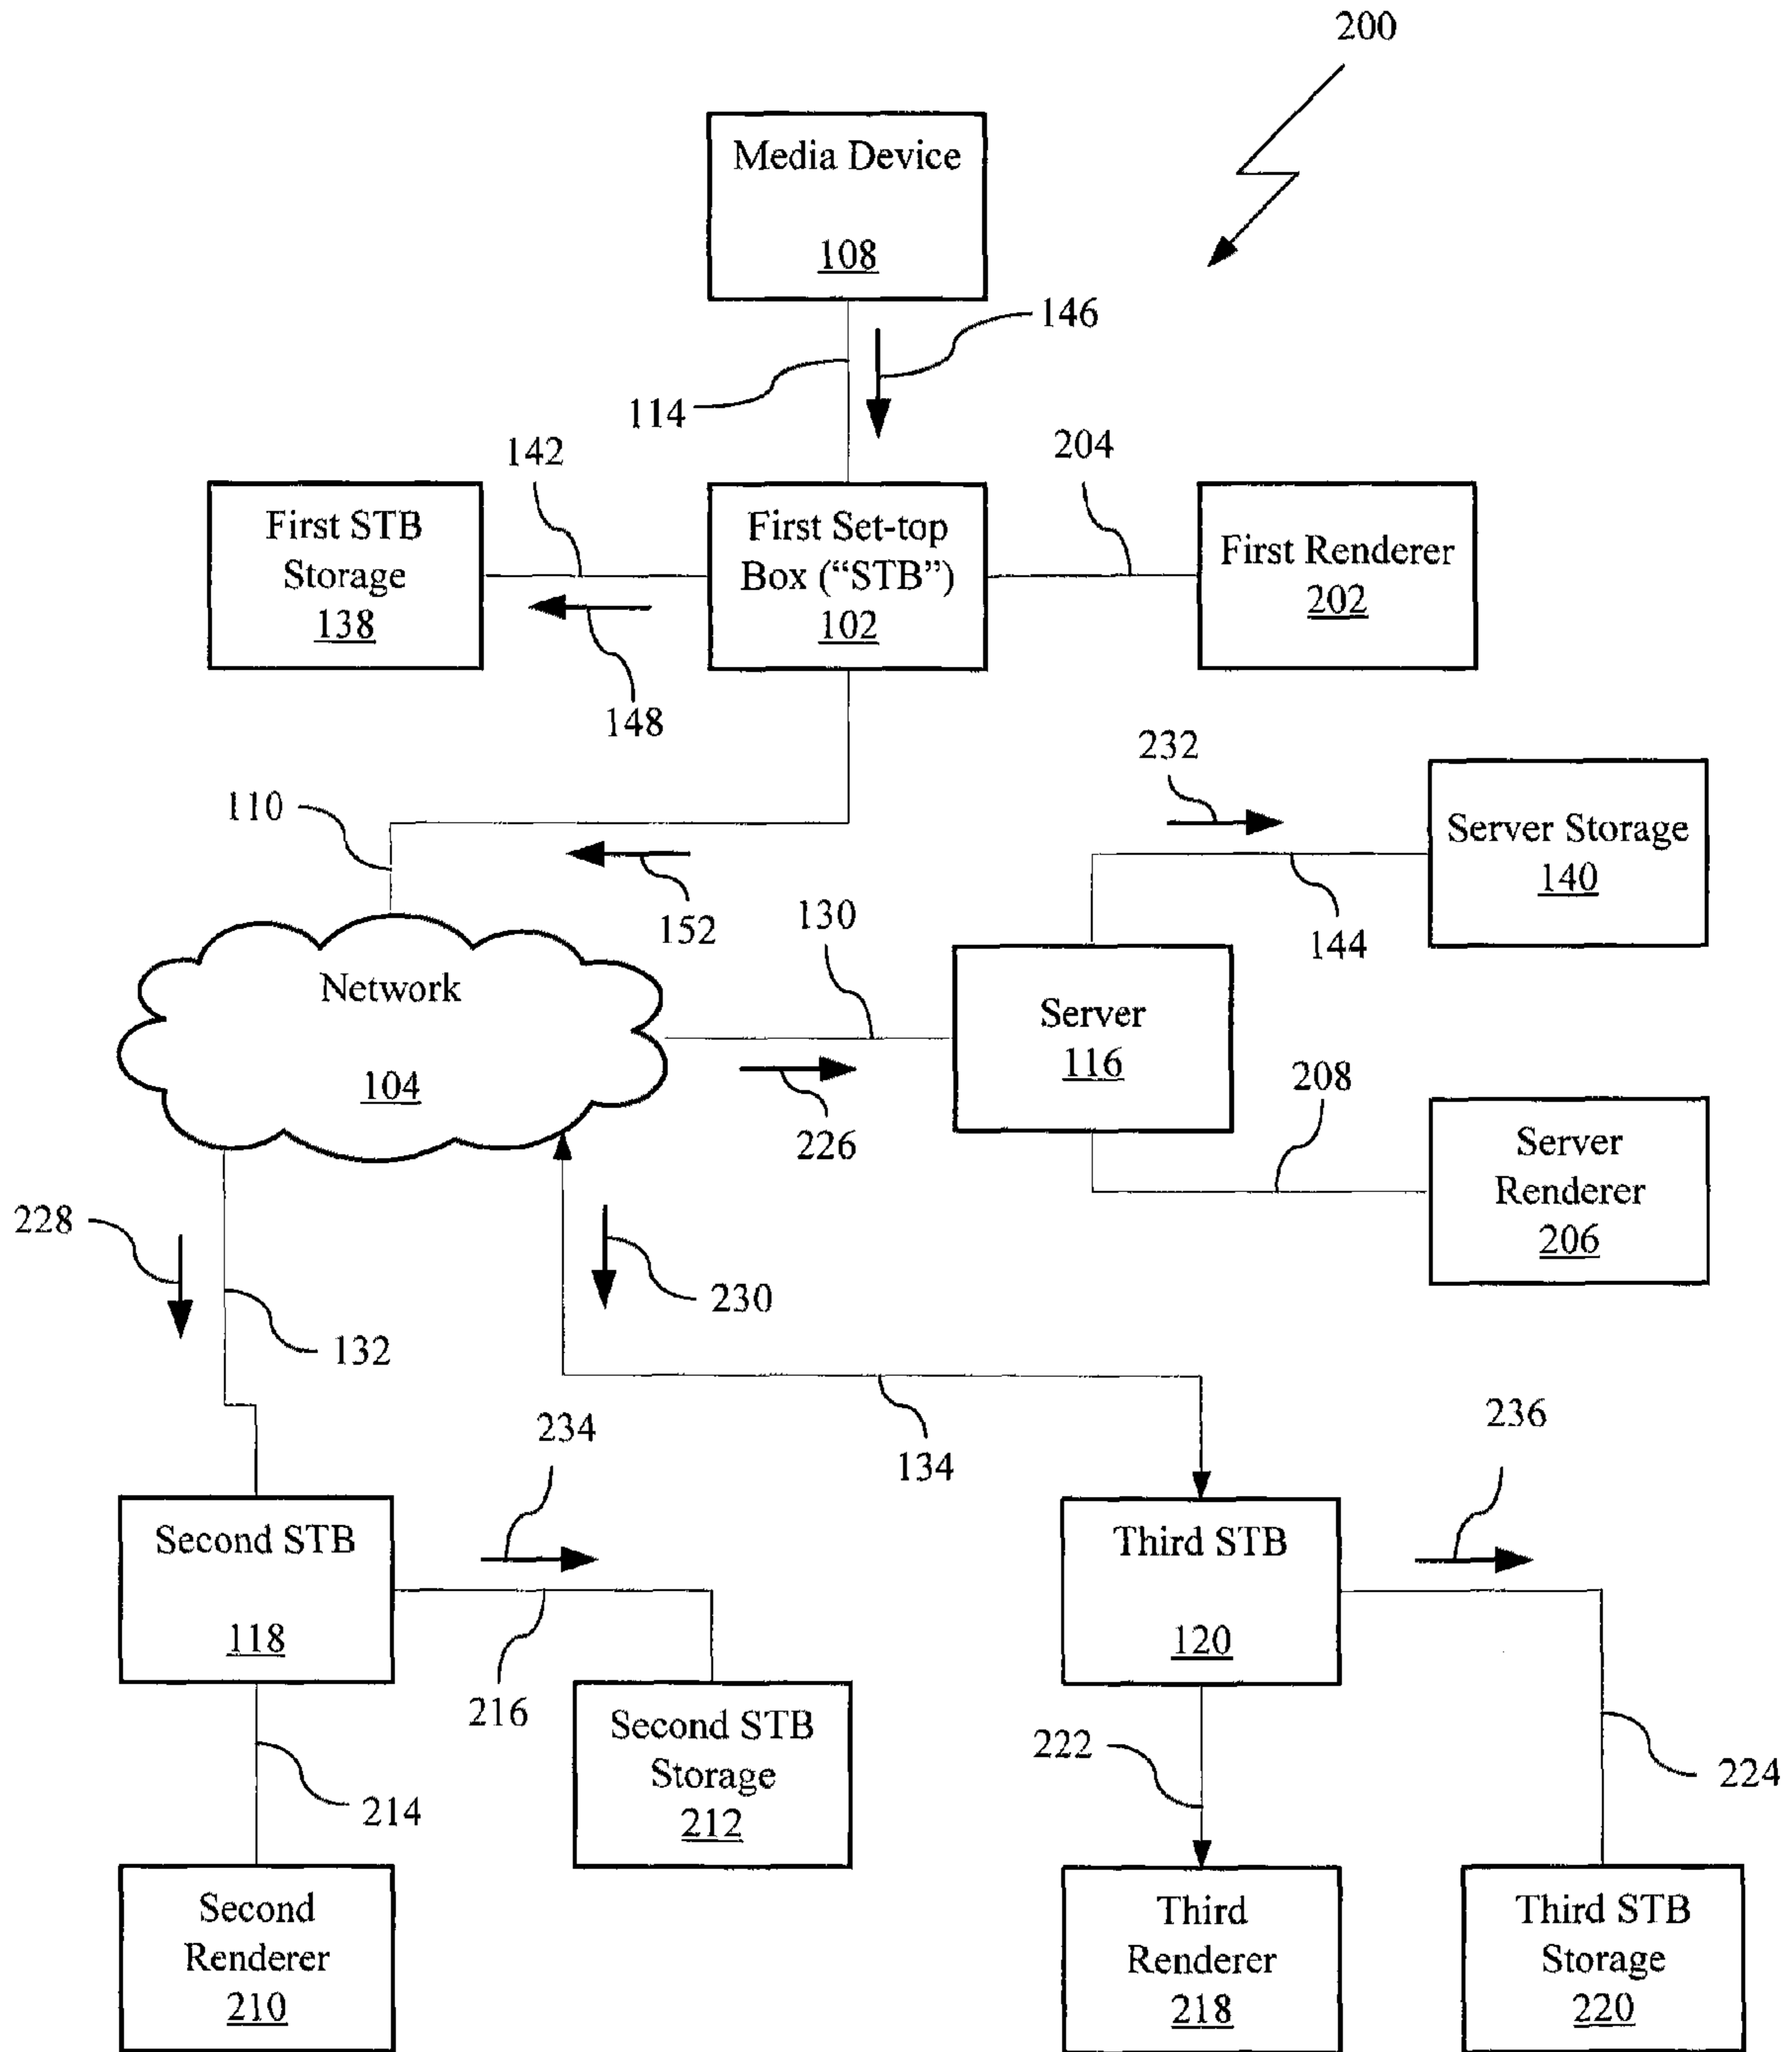 200
Media Device
108
146
114
142
204
First STB
Storage
138
First Set-top
Box (“STB”)
102
First Renderer
202
148
232
110
Server Storage
140
152
130
144
Network
104
Server
116
226
208
Server
Renderer
206
228
230
132
234
134
236
Second STB
118
Third STB
120
216
Second STB
Storage
212
222
224
214
Second
Renderer
210
Third
Renderer
218
Third STB
Storage
220